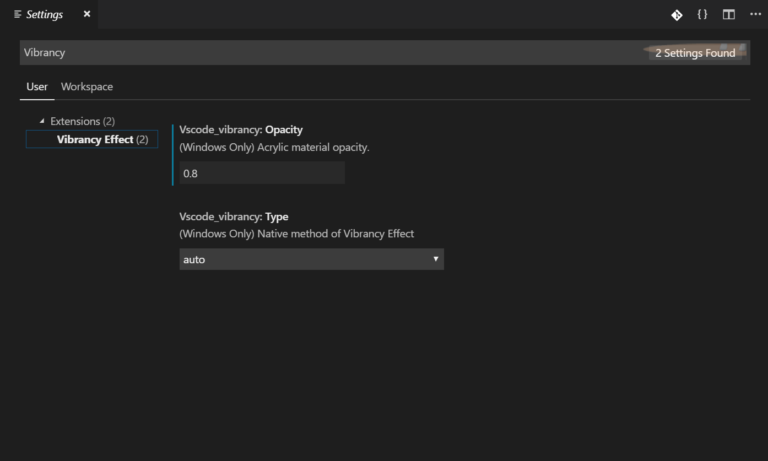 Settings
Vibrancy
2 Settings Found
User Workspace
Extensions (2)
Vibrancy Effect (2)
Vscode_vibrancy: Opacity
(Windows Only) Acrylic material opacity.
0.8
Vscode_vibrancy: Type
(Windows Only) Native method of Vibrancy Effect
auto